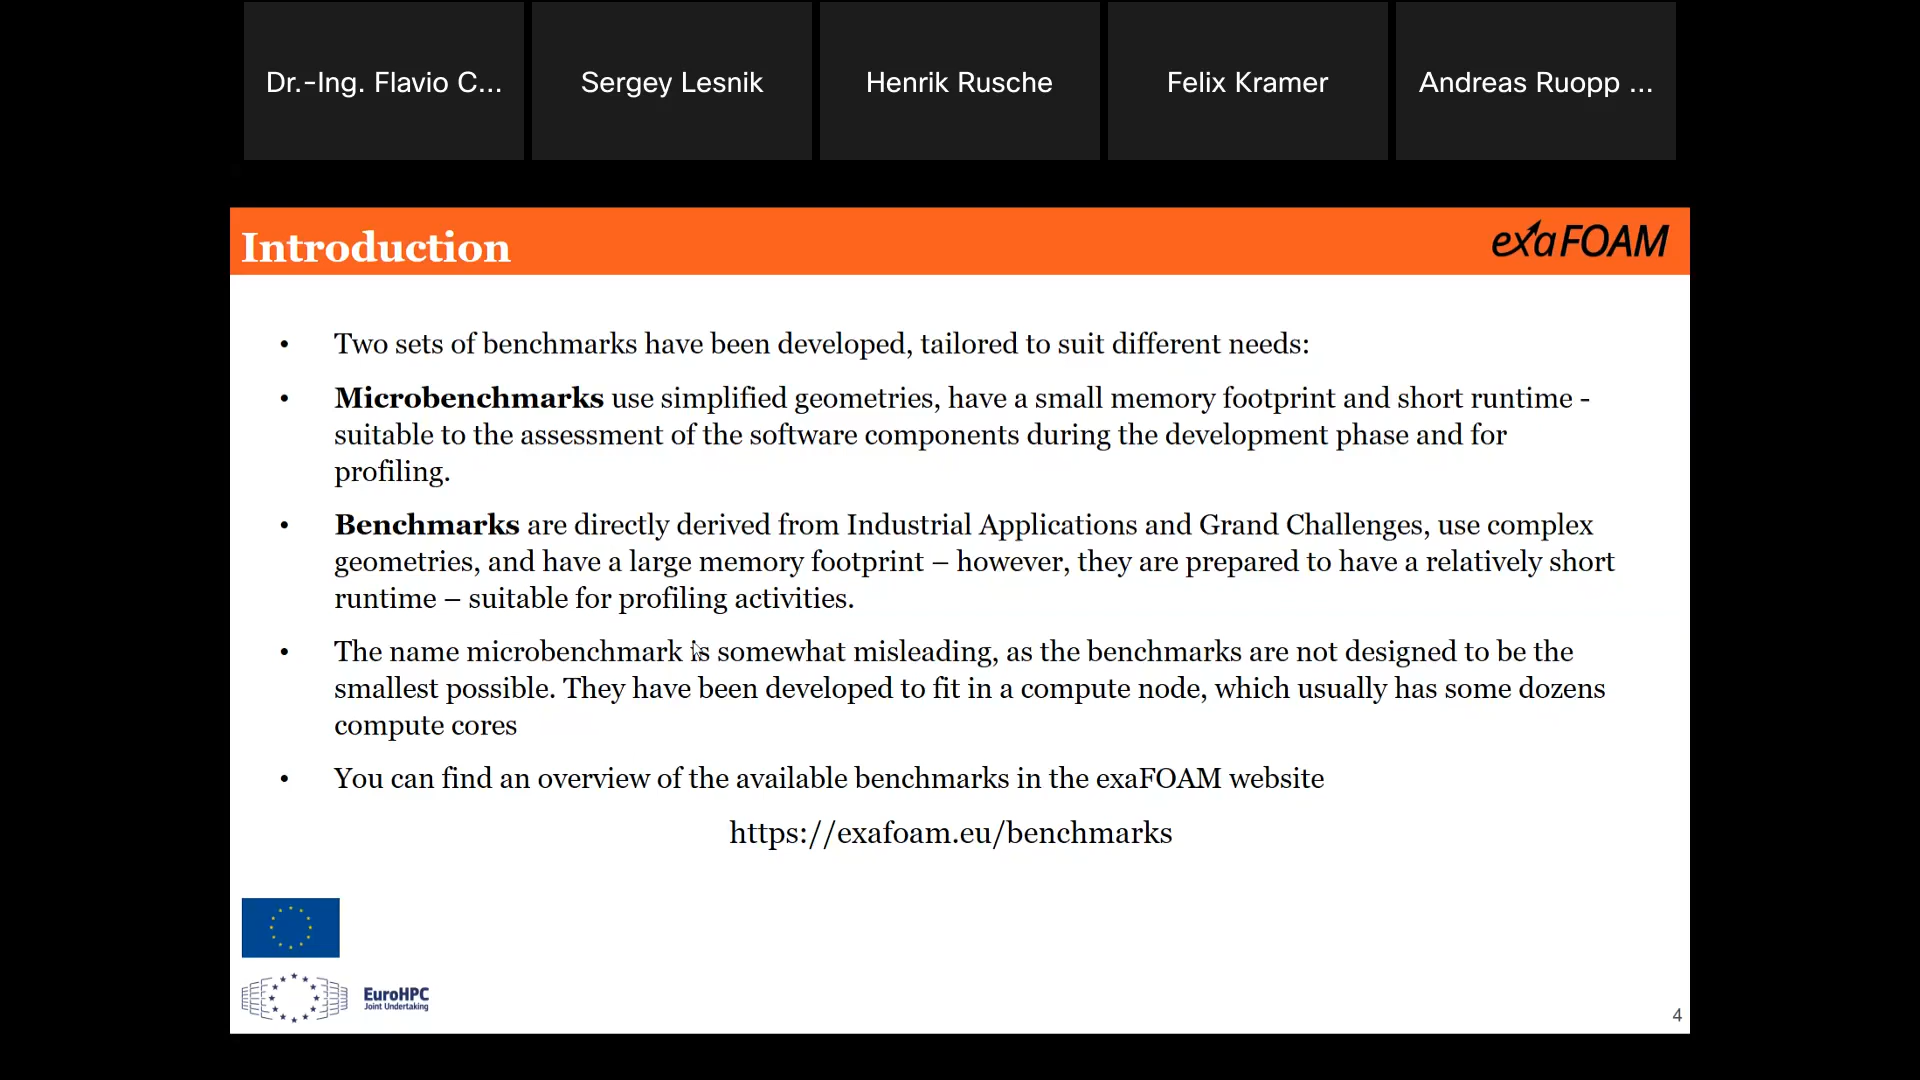 Dr.-Ing. Flavio C...
Sergey Lesnik
Henrik Rusche
Felix Kramer
Andreas Ruopp ...
Introduction
exaFOAM
• Two sets of benchmarks have been developed, tailored to suit different needs:
• Microbenchmarks use simplified geometries, have a small memory footprint and short runtime -
suitable to the assessment of the software components during the development phase and for
profiling.
• Benchmarks are directly derived from Industrial Applications and Grand Challenges, use complex
geometries, and have a large memory footprint – however, they are prepared to have a relatively short
runtime – suitable for profiling activities.
• The name microbenchmark is somewhat misleading, as the benchmarks are not designed to be the
smallest possible. They have been developed to fit in a compute node, which usually has some dozens
compute cores
• You can find an overview of the available benchmarks in the exaFOAM website
https://exafoam.eu/benchmarks
EuroHPC
Joint Undertaking
4